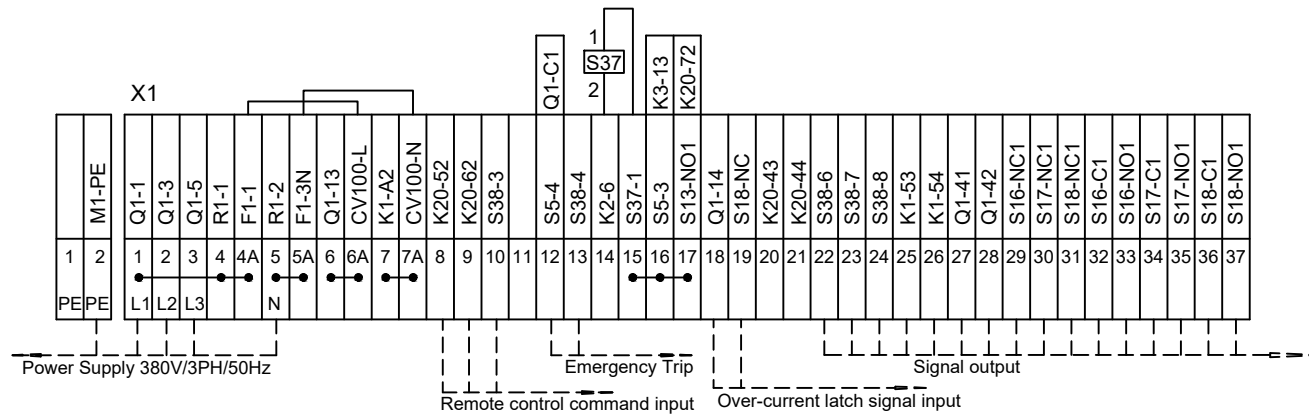 X1
1
S37
2
Q1-C1
K3-13
K20-72
M1-PE
Q1-1
Q1-3
Q1-5
R1-1
F1-1
R1-2
F1-3N
Q1-13
CV100-L
K1-A2
CV100-N
K20-52
K20-62
S38-3
S5-4
S38-4
K2-6
S37-1
S5-3
S13-NO1
Q1-14
S18-NC
K20-43
K20-44
S38-6
S38-7
S38-8
K1-53
K1-54
Q1-41
Q1-42
S16-NC1
S17-NC1
S18-NC1
S16-C1
S16-NO1
S17-C1
S17-NO1
S18-C1
S18-NO1
1 2 1 2 3 4 4A 5 5A 6 6A 7 7A 8 9 10 11 12 13 14 15 16 17 18 19 20 21 22 23 24 25 26 27 28 29 30 31 32 33 34 35 36 37
PE PE L1 L2 L3 N
Power Supply 380V/3PH/50Hz
Emergency Trip
Signal output
Remote control command input
Over-current latch signal input